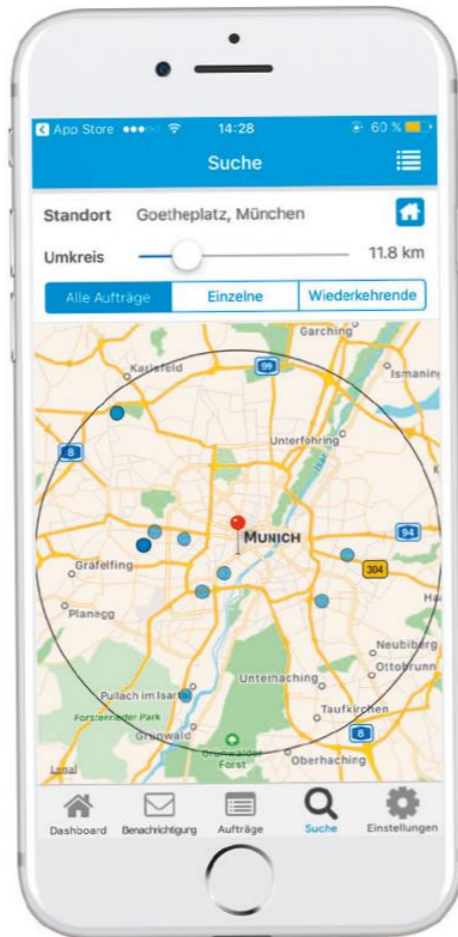 App Store 14:28 60 %
Suche
Standort Goetheplatz, München
Umkreis 11.8 km
Alle Aufträge Einzelne Wiederkehrende
Garching
Karlsfeld 99 Ismaning
Unterföhring
8
Isar
MUNICH 94
Gräfelfing 304
Planegg
Neubiberg
Unterhaching Ottobrunn
Pullach im Isartal
Forstenrieder Park Taufkirchen
Grünwald 8
Grünwalder
Forst Oberhaching
Legal
Dashboard Benachrichtigung Aufträge Suche Einstellungen